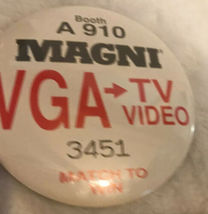 Booth
A 910
MAGNI
VGA→TV
VIDEO
3451
MATCH TO
WIN